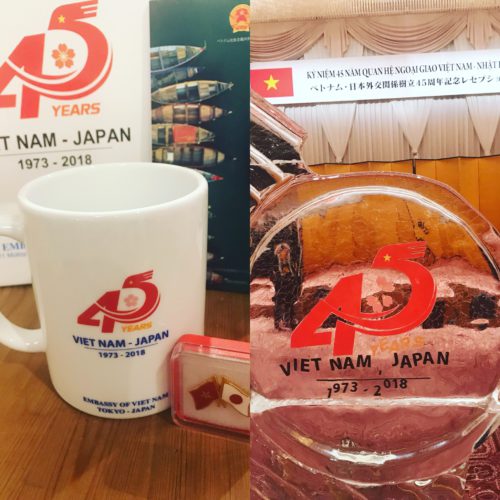 45
YEARS
VIET NAM - JAPAN
1973 - 2018
45
YEARS
VIET NAM - JAPAN
1973 - 2018
EMBASSY OF VIET NAM
TOKYO - JAPAN
KỶ NIỆM 45 NĂM QUAN HỆ NGOẠI GIAO VIỆT NAM - NHẬT
ベトナム・日本外交関係樹立45周年記念レセプショ
45
YEARS
VIET NAM , JAPAN
1973 - 2018